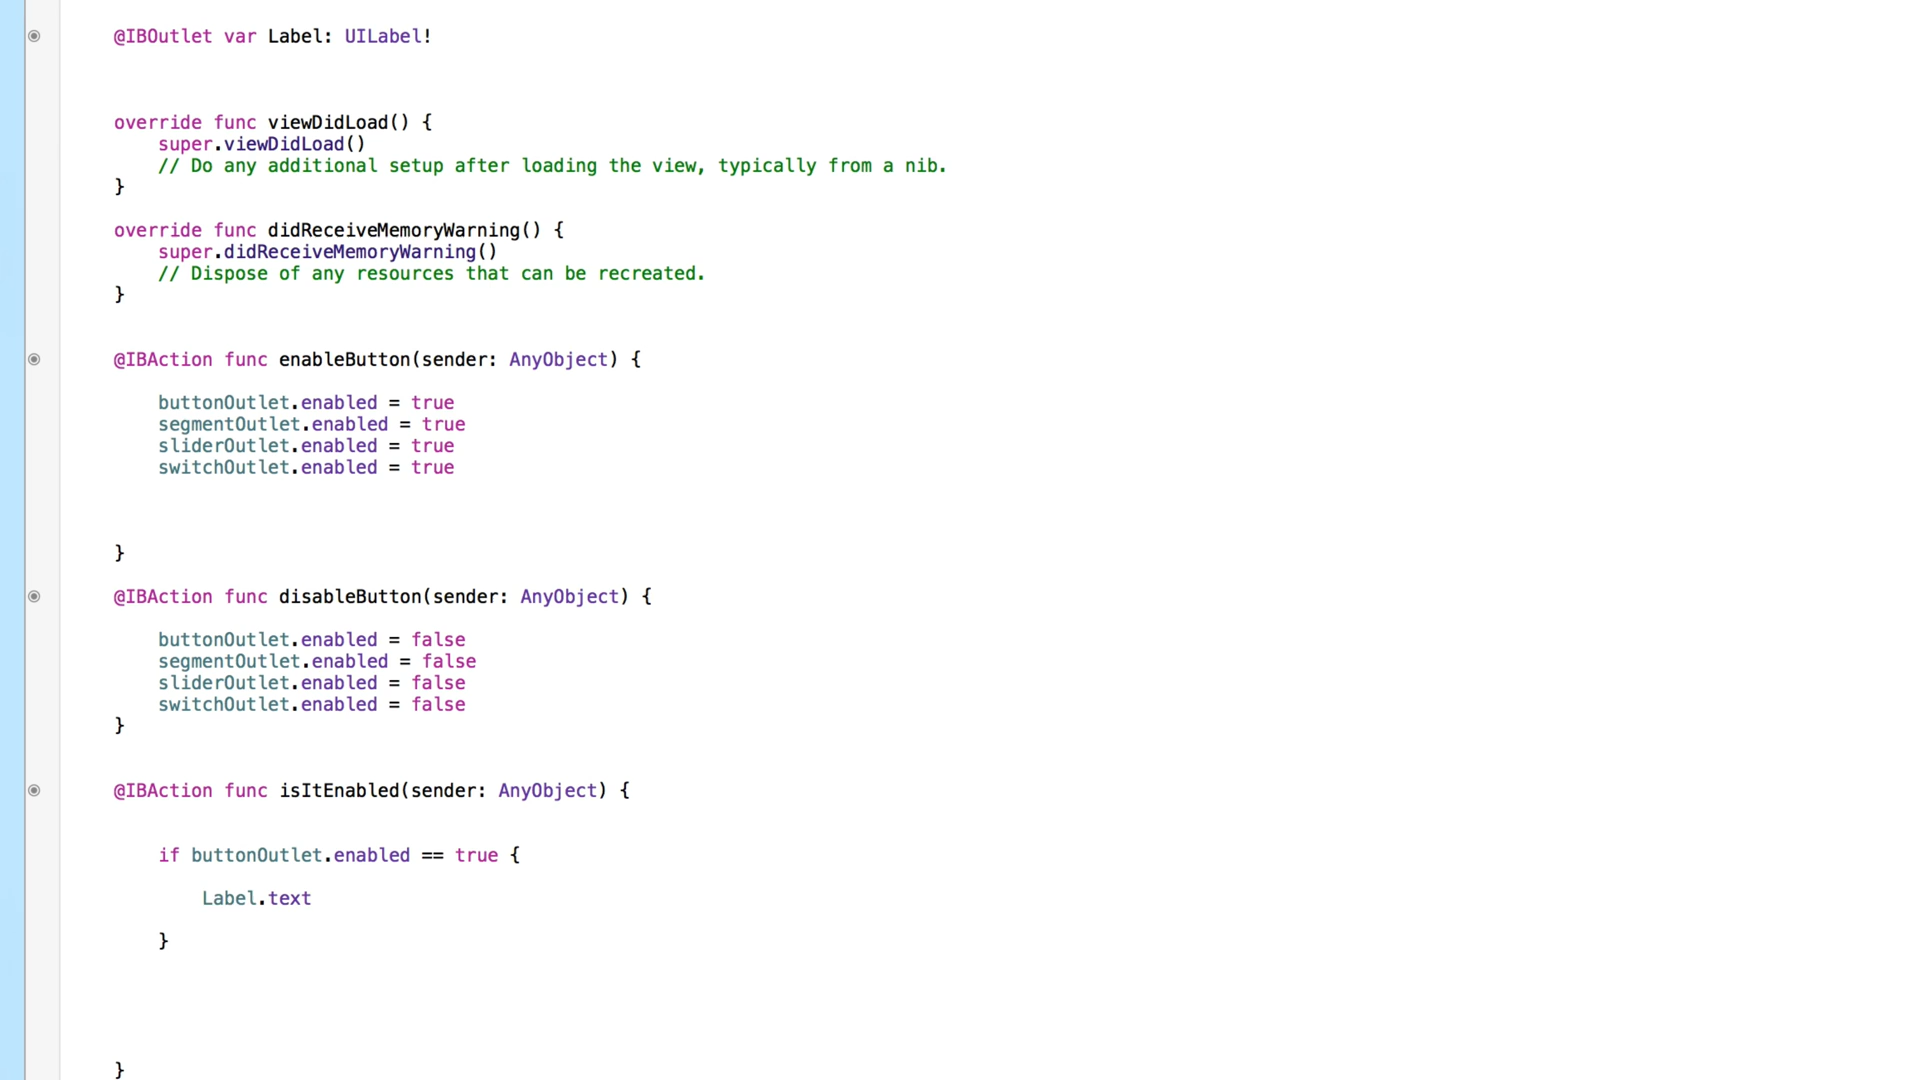 @IBOutlet var Label: UILabel!
override func viewDidLoad() {
super.viewDidLoad()
// Do any additional setup after loading the view, typically from a nib.
}
override func didReceiveMemoryWarning() {
super.didReceiveMemoryWarning()
// Dispose of any resources that can be recreated.
}
@IBAction func enableButton(sender: AnyObject) {
buttonOutlet.enabled = true
segmentOutlet.enabled = true
sliderOutlet.enabled = true
switchOutlet.enabled = true
}
@IBAction func disableButton(sender: AnyObject) {
buttonOutlet.enabled = false
segmentOutlet.enabled = false
sliderOutlet.enabled = false
switchOutlet.enabled = false
}
@IBAction func isItEnabled(sender: AnyObject) {
if buttonOutlet.enabled == true {
Label.text
}
}